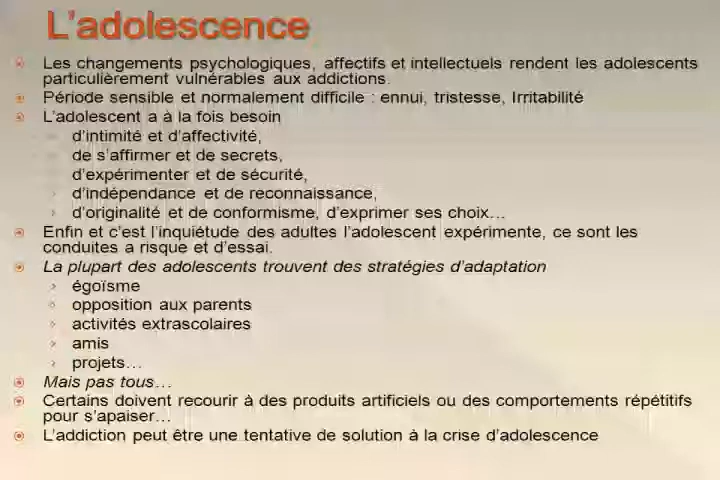 L'adolescence
Les changements psychologiques, affectifs et intellectuels rendent les adolescents
particulièrement vulnérables aux addictions.
Période sensible et normalement difficile : ennui, tristesse, Irritabilité
L'adolescent a à la fois besoin
d'intimité et d'affectivité,
de s'affirmer et de secrets,
d'expérimenter et de sécurité,
d'indépendance et de reconnaissance,
d'originalité et de conformisme, d'exprimer ses choix…
Enfin et c'est l'inquiétude des adultes l'adolescent expérimente, ce sont les
conduites a risque et d'essai.
La plupart des adolescents trouvent des stratégies d'adaptation
égoïsme
opposition aux parents
activités extrascolaires
amis
projets…
Mais pas tous…
Certains doivent recourir à des produits artificiels ou des comportements répétitifs
pour s'apaiser…
L'addiction peut être une tentative de solution à la crise d'adolescence